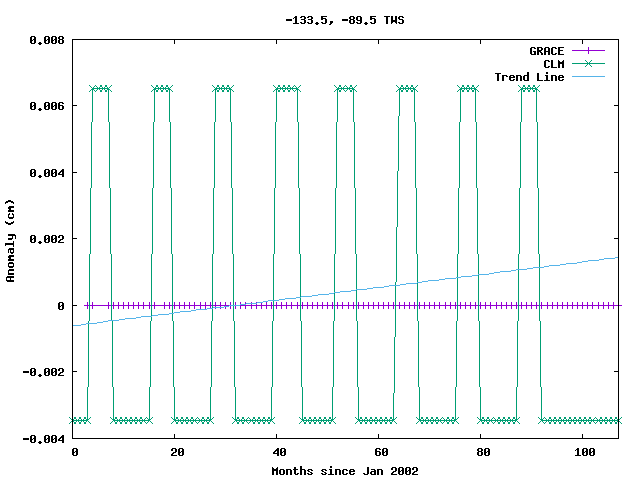 -133.5, -89.5 TWS
GRACE
CLM
Trend Line
0.008
0.006
0.004
0.002
0
-0.002
-0.004
Anomaly (cm)
0 20 40 60 80 100
Months since Jan 2002